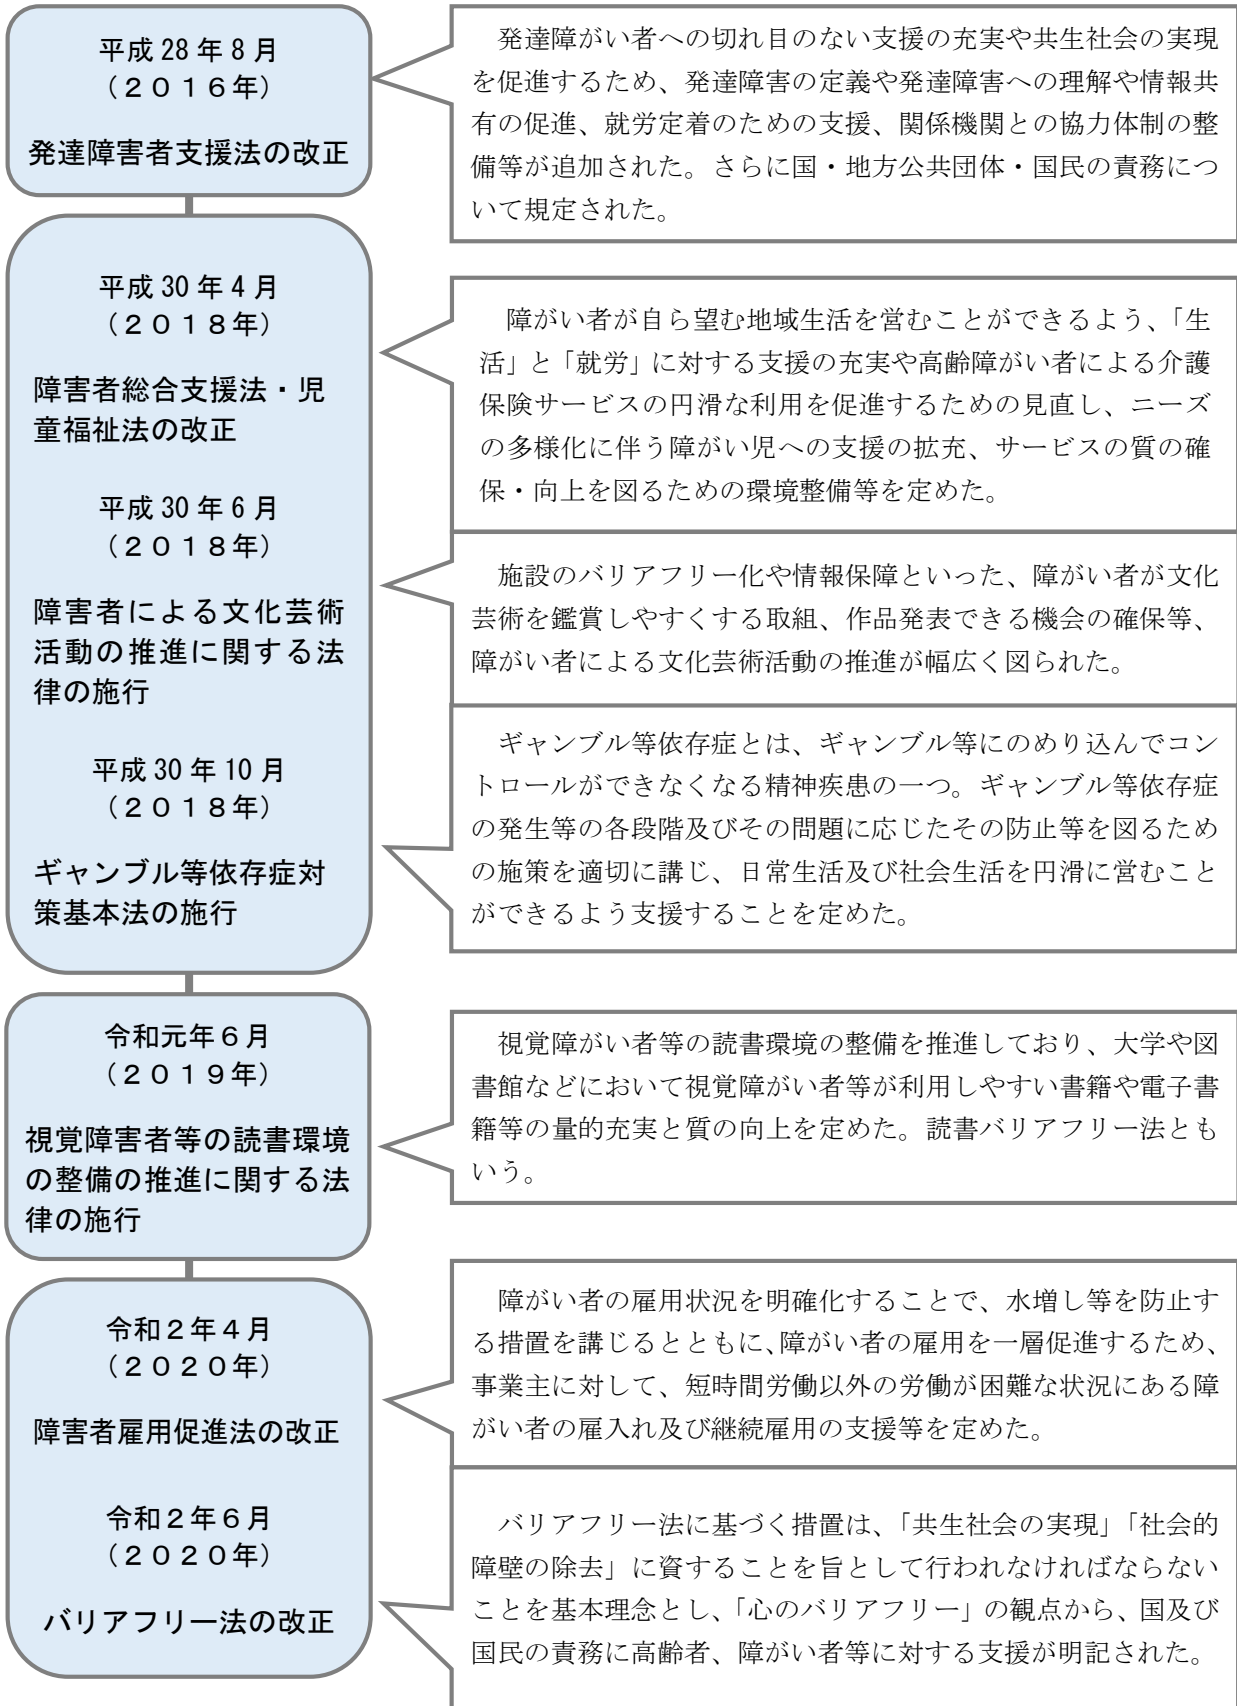 平成 28 年 8 月
（２０１６年）
発達障害者支援法の改正
発達障がい者への切れ目のない支援の充実や共生社会の実現
を促進するため、発達障害の定義や発達障害への理解や情報共
有の促進、就労定着のための支援、関係機関との協力体制の整
備等が追加された。さらに国・地方公共団体・国民の責務につ
いて規定された。
平成 30 年 4 月
（２０１８年）
障害者総合支援法・児
童福祉法の改正
障がい者が自ら望む地域生活を営むことができるよう、「生
活」と「就労」に対する支援の充実や高齢障がい者による介護
保険サービスの円滑な利用を促進するための見直し、ニーズ
の多様化に伴う障がい児への支援の拡充、サービスの質の確
保・向上を図るための環境整備等を定めた。
平成 30 年 6 月
（２０１８年）
障害者による文化芸術
活動の推進に関する法
律の施行
施設のバリアフリー化や情報保障といった、障がい者が文化
芸術を鑑賞しやすくする取組、作品発表できる機会の確保等、
障がい者による文化芸術活動の推進が幅広く図られた。
平成 30 年 10 月
（２０１８年）
ギャンブル等依存症対
策基本法の施行
ギャンブル等依存症とは、ギャンブル等にのめり込んでコン
トロールができなくなる精神疾患の一つ。ギャンブル等依存症
の発生等の各段階及びその問題に応じたその防止等を図るため
の施策を適切に講じ、日常生活及び社会生活を円滑に営むこと
ができるよう支援することを定めた。
令和元年６月
（２０１９年）
視覚障害者等の読書環境
の整備の推進に関する法
律の施行
視覚障がい者等の読書環境の整備を推進しており、大学や図
書館などにおいて視覚障がい者等が利用しやすい書籍や電子書
籍等の量的充実と質の向上を定めた。読書バリアフリー法とも
いう。
令和２年４月
（２０２０年）
障害者雇用促進法の改正
障がい者の雇用状況を明確化することで、水増し等を防止す
る措置を講じるとともに、障がい者の雇用を一層促進するため、
事業主に対して、短時間労働以外の労働が困難な状況にある障
がい者の雇入れ及び継続雇用の支援等を定めた。
令和２年６月
（２０２０年）
バリアフリー法の改正
バリアフリー法に基づく措置は、「共生社会の実現」「社会的
障壁の除去」に資することを旨として行われなければならない
ことを基本理念とし、「心のバリアフリー」の観点から、国及び
国民の責務に高齢者、障がい者等に対する支援が明記された。